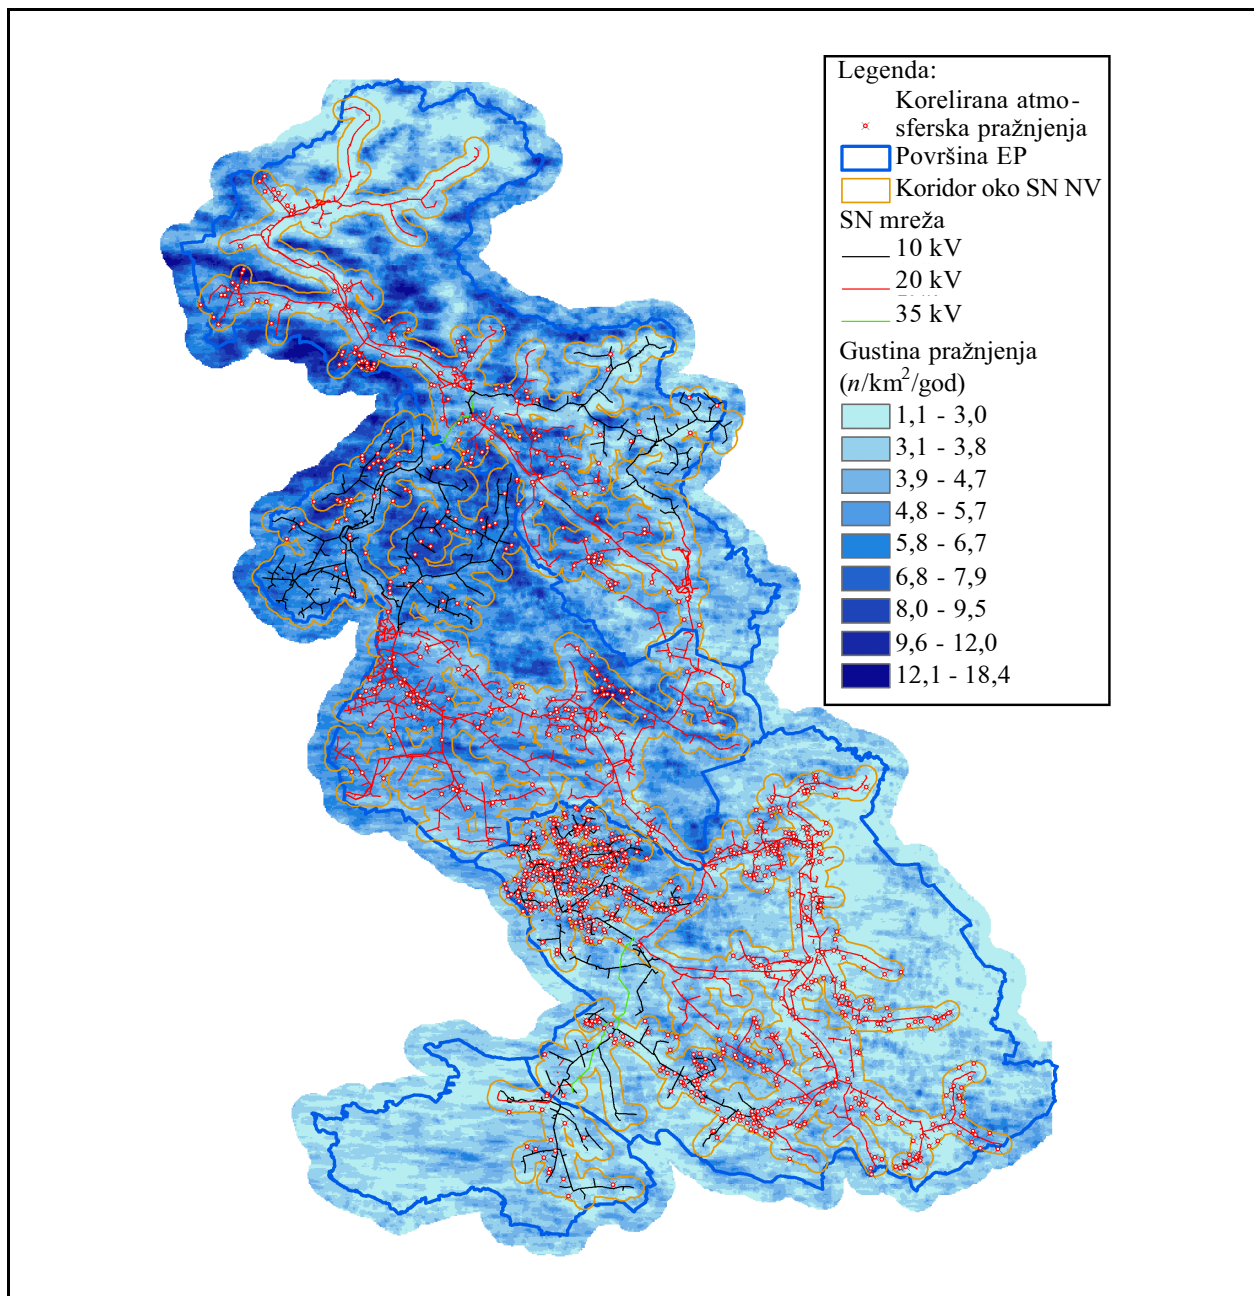 Legenda:
Korelirana atmo-
sferska pražnjenja
Površina EP
Koridor oko SN NV
SN mreža
10 kV
20 kV
35 kV
Gustina pražnjenja
(n/km²/god)
1,1 - 3,0
3,1 - 3,8
3,9 - 4,7
4,8 - 5,7
5,8 - 6,7
6,8 - 7,9
8,0 - 9,5
9,6 - 12,0
12,1 - 18,4